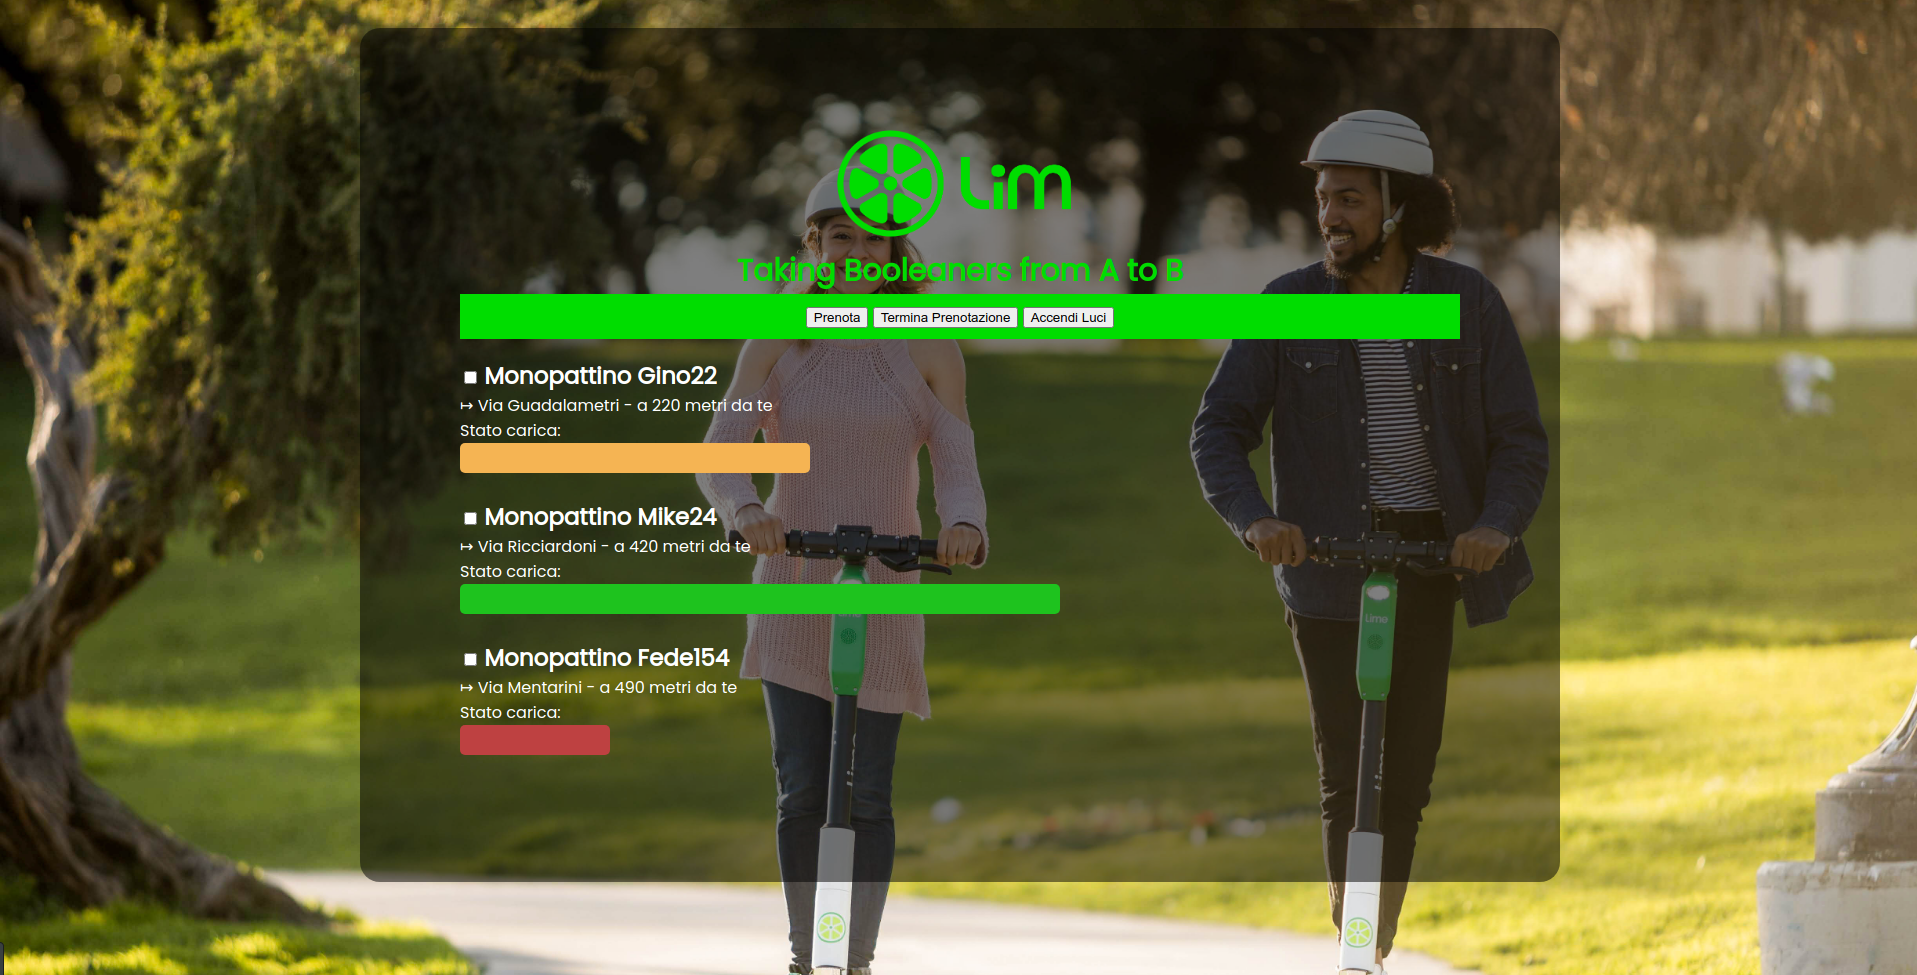 Lim
Taking Booleaners from A to B
Prenota Termina Prenotazione Accendi Luci
Monopattino Gino22
↦ Via Guadalametri - a 220 metri da te
Stato carica:
Monopattino Mike24
↦ Via Ricciardoni - a 420 metri da te
Stato carica:
Lime
Monopattino Fede154
↦ Via Mentarini - a 490 metri da te
Stato carica: